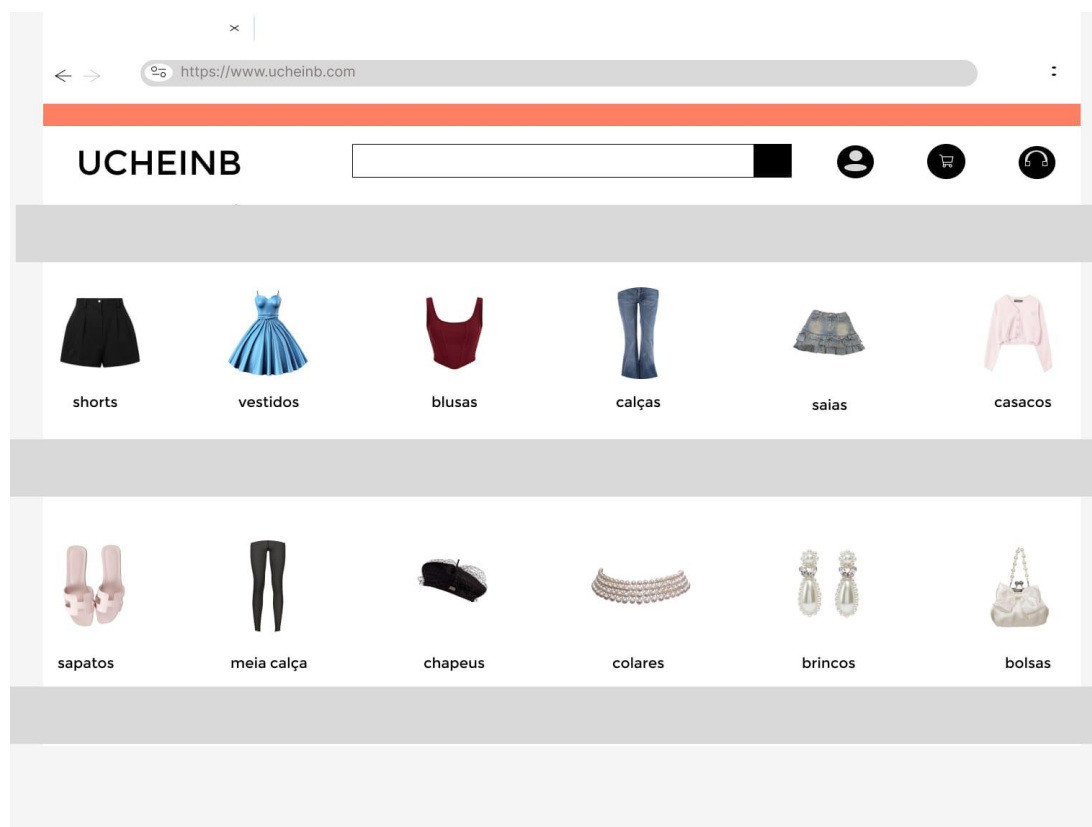 https://www.ucheinb.com
UCHEINB
shorts
vestidos
blusas
calças
saias
casacos
sapatos
meia calça
chapeus
colares
brincos
bolsas